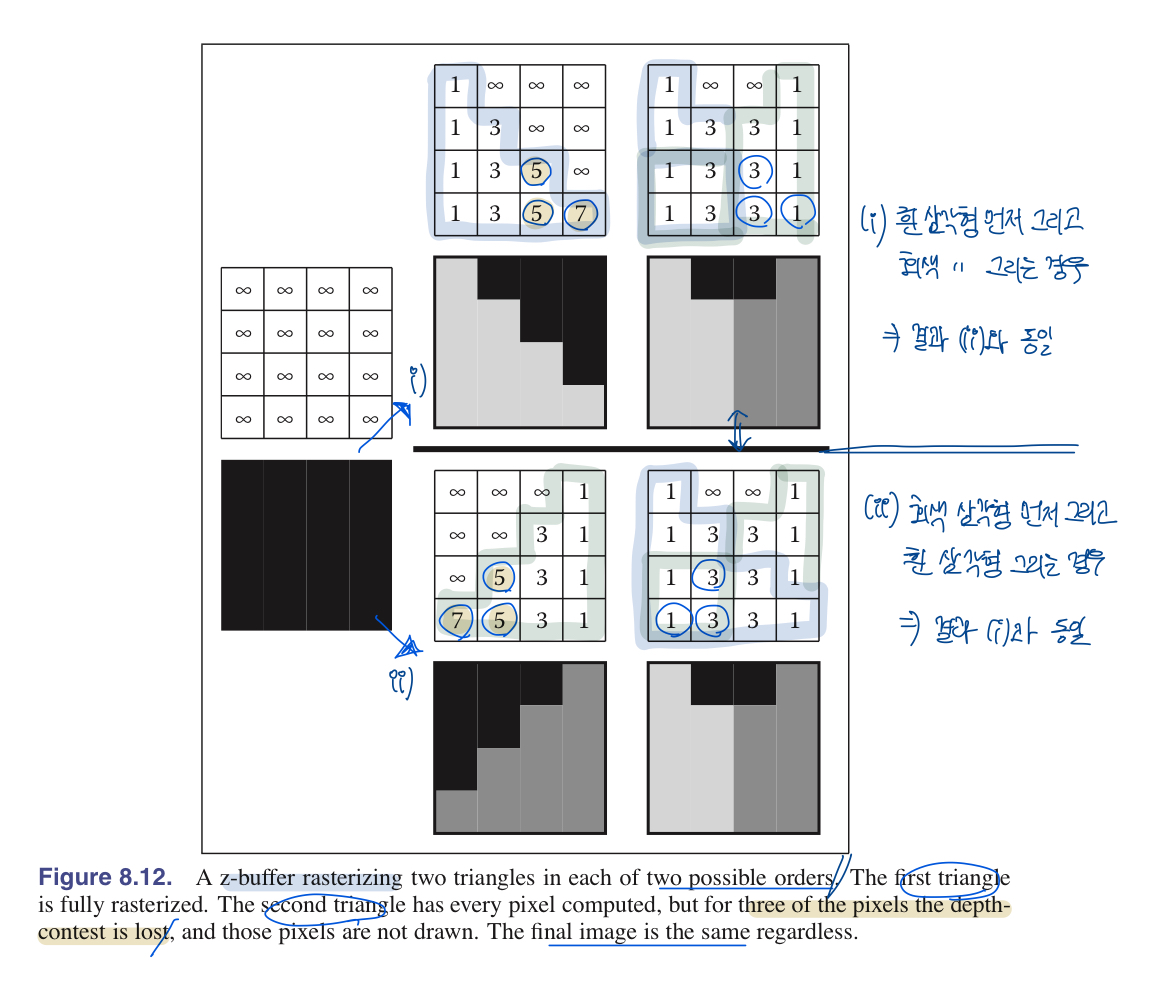 1 ∞ ∞ ∞
1 3 ∞ ∞
1 3 5 ∞
1 3 5 7
1 ∞ ∞ 1
1 3 3 1
1 3 3 1
1 3 3 1
(i) 흰 삼각형 먼저 그리고
회색 〃 그리는 경우
⇒ 결과 (ii)와 동일
∞ ∞ ∞ ∞
∞ ∞ ∞ ∞
∞ ∞ ∞ ∞
∞ ∞ ∞ ∞
i)
ii)
∞ ∞ ∞ 1
∞ ∞ 3 1
∞ 5 3 1
7 5 3 1
1 ∞ ∞ 1
1 3 3 1
1 3 3 1
1 3 3 1
(ii) 회색 삼각형 먼저 그리고
흰 삼각형 그리는 경우
⇒ 결과 (i)과 동일
Figure 8.12. A z-buffer rasterizing two triangles in each of two possible orders. The first triangle
is fully rasterized. The second triangle has every pixel computed, but for three of the pixels the depth-
contest is lost, and those pixels are not drawn. The final image is the same regardless.